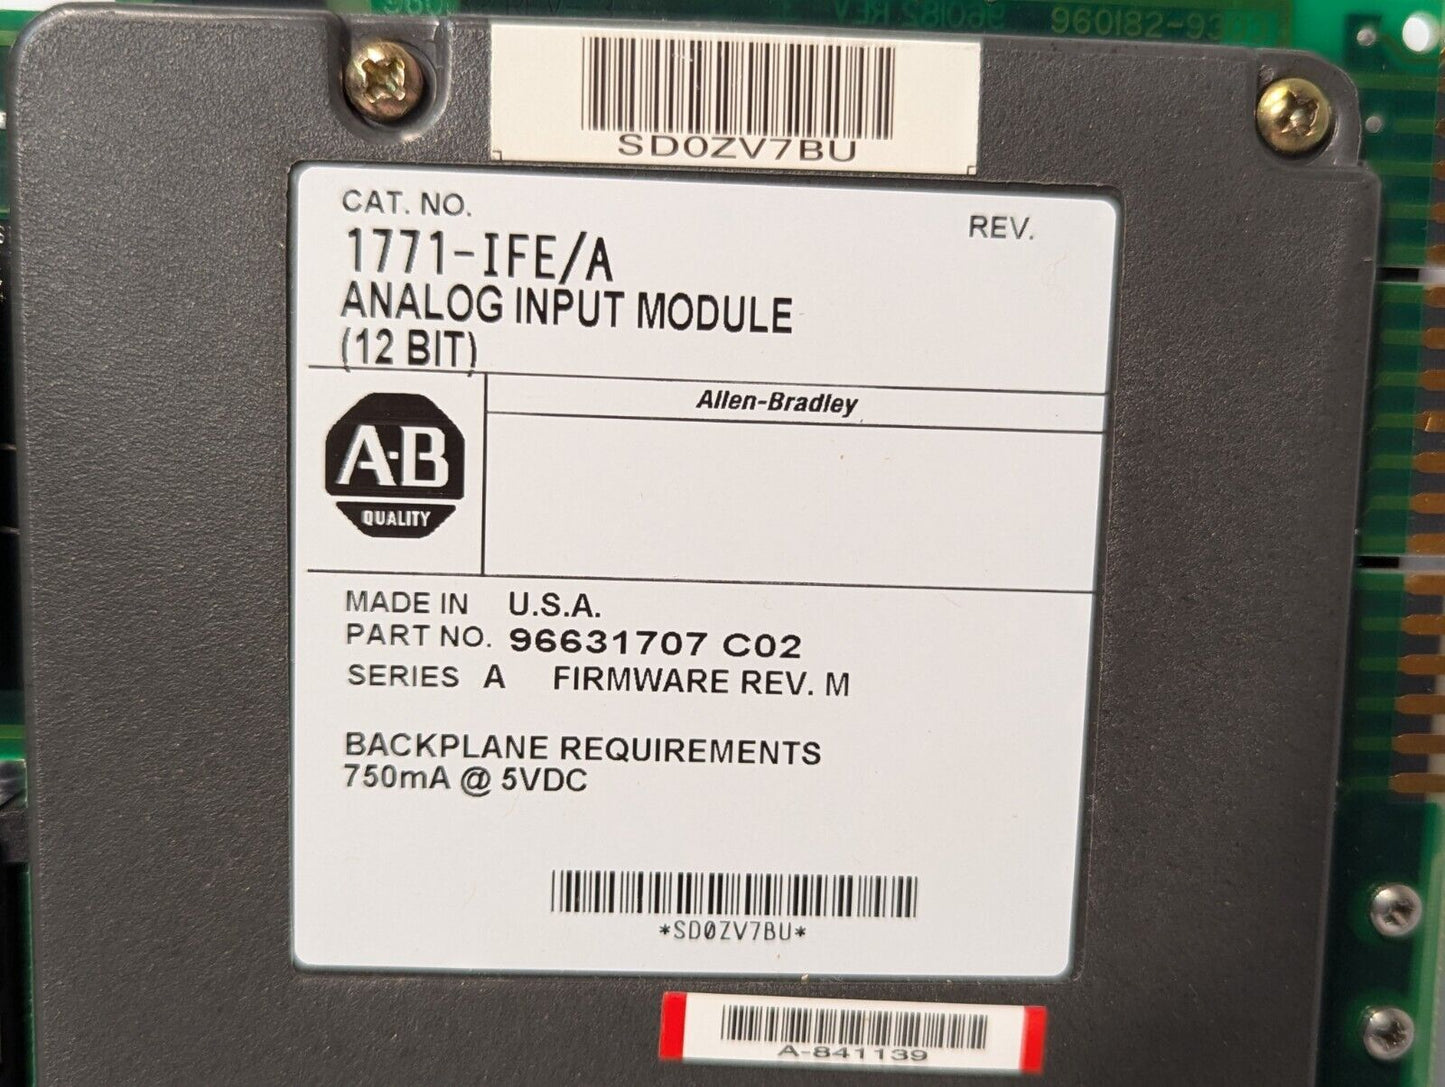 960182-93
SD0ZV7BU
CAT. NO.
REV.
1771-IFE/A
ANALOG INPUT MODULE
(12 BIT)
Allen-Bradley
A-B
QUALITY
MADE IN U.S.A.
PART NO. 96631707 C02
SERIES A FIRMWARE REV. M
BACKPLANE REQUIREMENTS
750mA @ 5VDC
*SD0ZV7BU*
A-841139